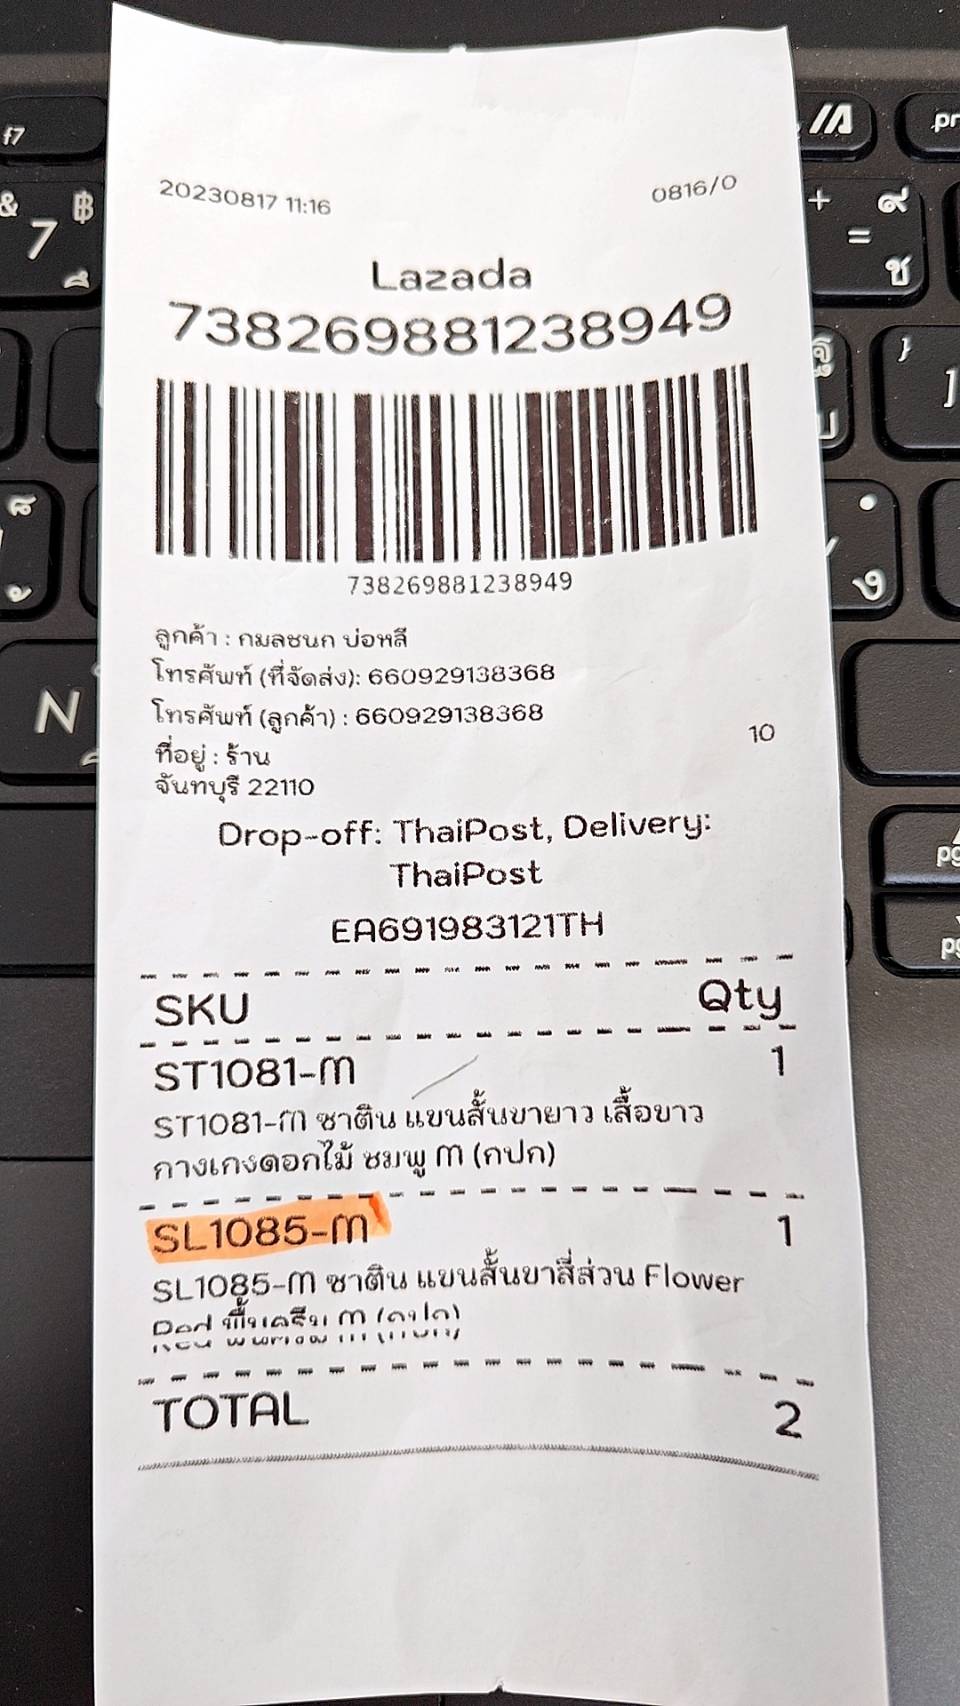 20230817 11:16 0816/0
Lazada
738269881238949
738269881238949
ลูกค้า : กมลชนก บ่อหลี
โทรศัพท์ (ที่จัดส่ง): 660929138368
โทรศัพท์ (ลูกค้า) : 660929138368
10
ที่อยู่ : ร้าน
จันทบุรี 22110
Drop-off: ThaiPost, Delivery:
ThaiPost
EA691983121TH
SKU Qty
ST1081-M 1
ST1081-M ซาติน แขนสั้นขายาว เสื้อขาว
กางเกงดอกไม้ ชมพู M (กปก)
SL1085-M 1
SL1085-M ซาติน แขนสั้นขาสี่ส่วน Flower
Red พื้นครีม M (กปก)
TOTAL 2
f7
& 7 ฿
+ =
ช
}
]
N
ง
pg
pg